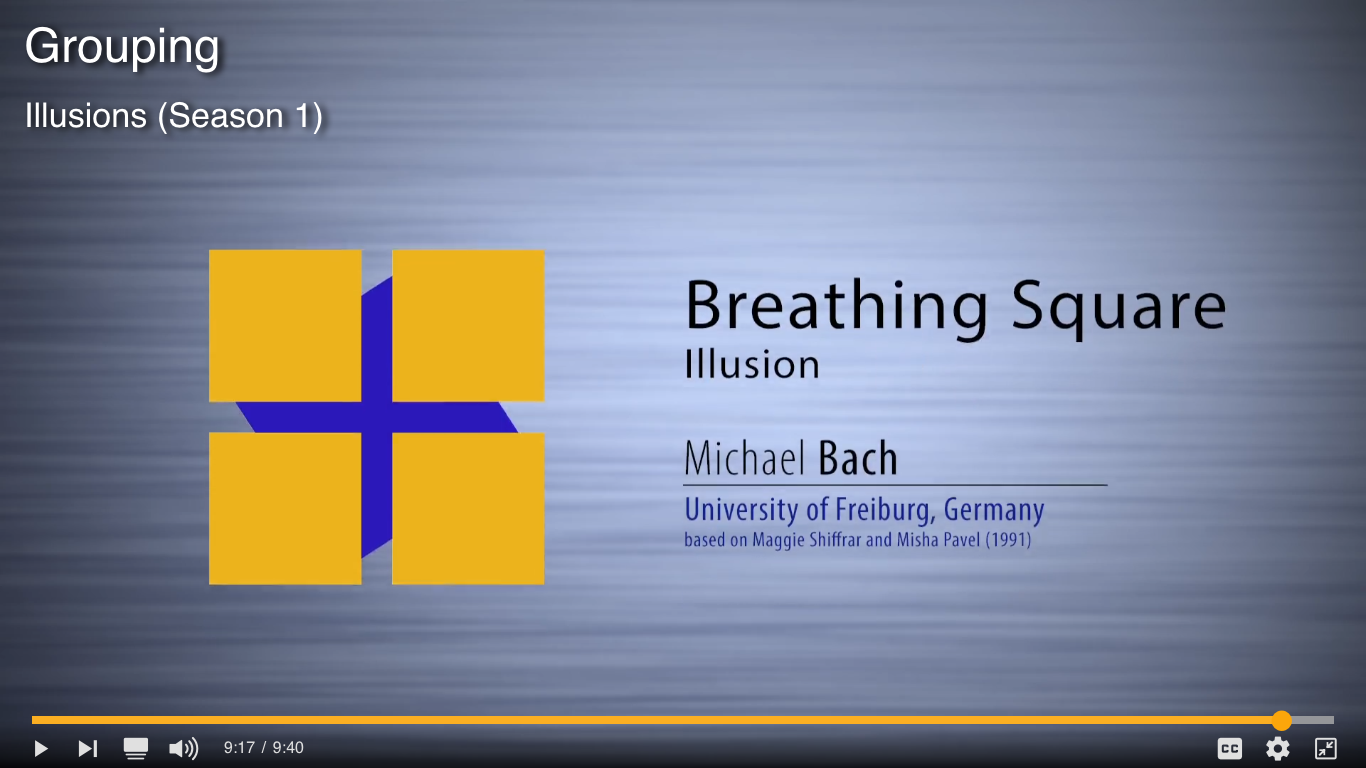 Grouping
Illusions (Season 1)
Breathing Square
Illusion
Michael Bach
University of Freiburg, Germany
based on Maggie Shiffrar and Misha Pavel (1991)
9:17 / 9:40
CC